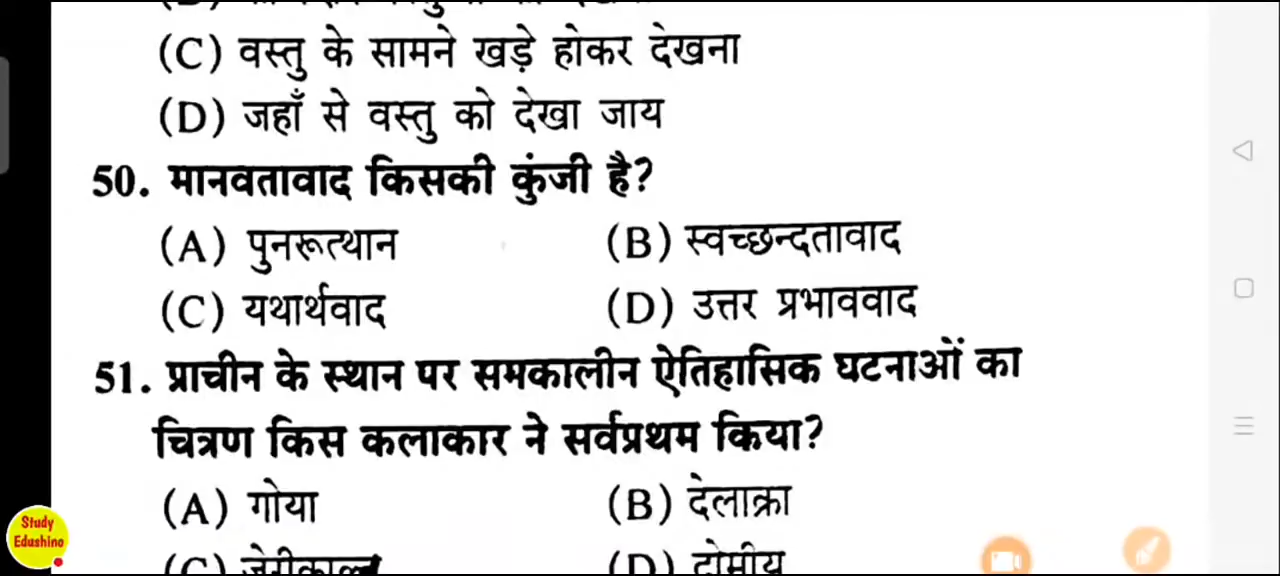 (C) वस्तु के सामने खड़े होकर देखना
(D) जहाँ से वस्तु को देखा जाय
50. मानवतावाद किसकी कुंजी है?
(A) पुनरूत्थान (B) स्वच्छन्दतावाद
(C) यथार्थवाद (D) उत्तर प्रभाववाद
51. प्राचीन के स्थान पर समकालीन ऐतिहासिक घटनाओं का
चित्रण किस कलाकार ने सर्वप्रथम किया?
(A) गोया (B) देलाक्रा
(C) (D) दोमीय
Study
Edushine